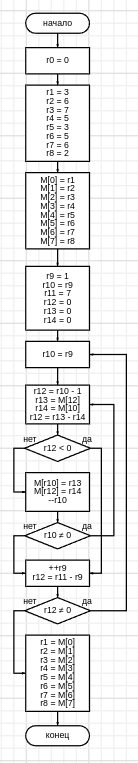 начало
r0 = 0
r1 = 3
r2 = 6
r3 = 7
r4 = 5
r5 = 3
r6 = 5
r7 = 6
r8 = 2
M[0] = r1
M[1] = r2
M[2] = r3
M[3] = r4
M[4] = r5
M[5] = r6
M[6] = r7
M[7] = r8
r9 = 1
r10 = r9
r11 = 7
r12 = 0
r13 = 0
r14 = 0
r10 = r9
r12 = r10 - 1
r13 = M[12]
r14 = M[10]
r12 = r13 - r14
нет
да
r12 < 0
M[r10] = r13
M[r12] = r14
--r10
нет
да
r10 ≠ 0
++r9
r12 = r11 - r9
нет
да
r12 ≠ 0
r1 = M[0]
r2 = M[1]
r3 = M[2]
r4 = M[3]
r5 = M[4]
r6 = M[5]
r7 = M[6]
r8 = M[7]
конец